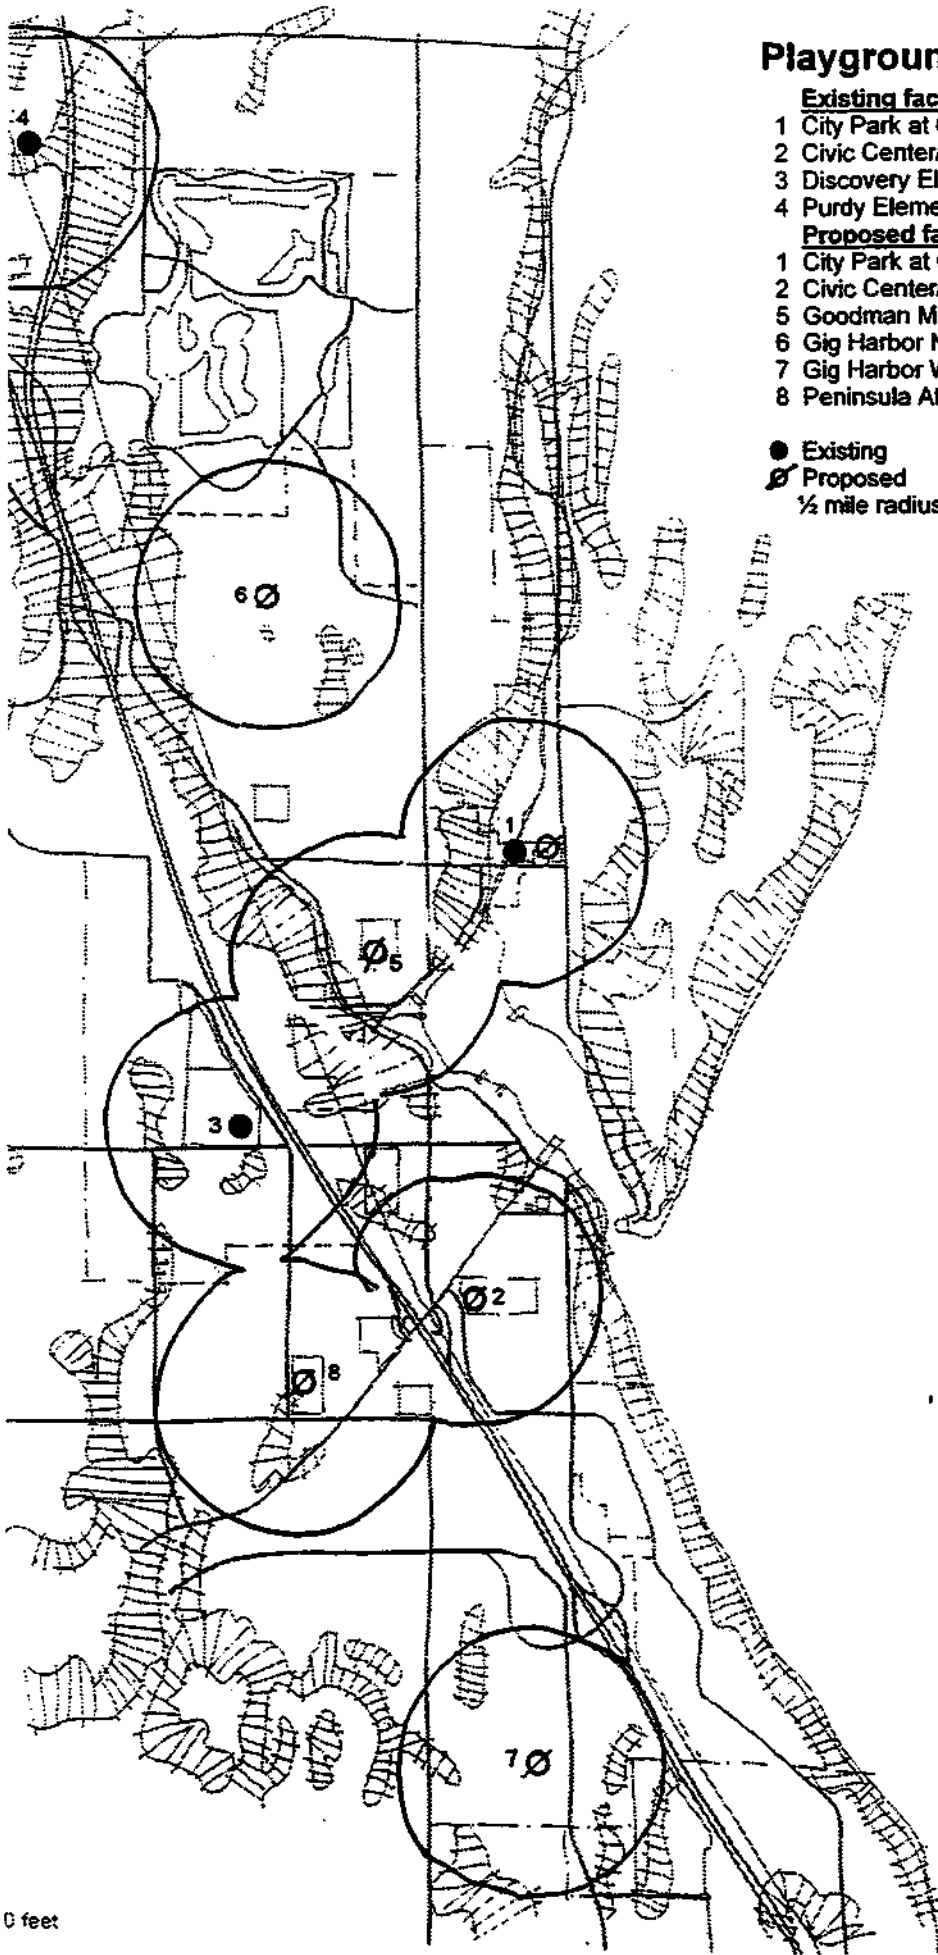 Playgroun
Existing fac
1 City Park at
2 Civic Center/
3 Discovery El
4 Purdy Eleme
Proposed fa
1 City Park at
2 Civic Center/
5 Goodman M
6 Gig Harbor N
7 Gig Harbor V
8 Peninsula At
Existing
Proposed
½ mile radius
4
6
1
5
3
2
8
7
0 feet